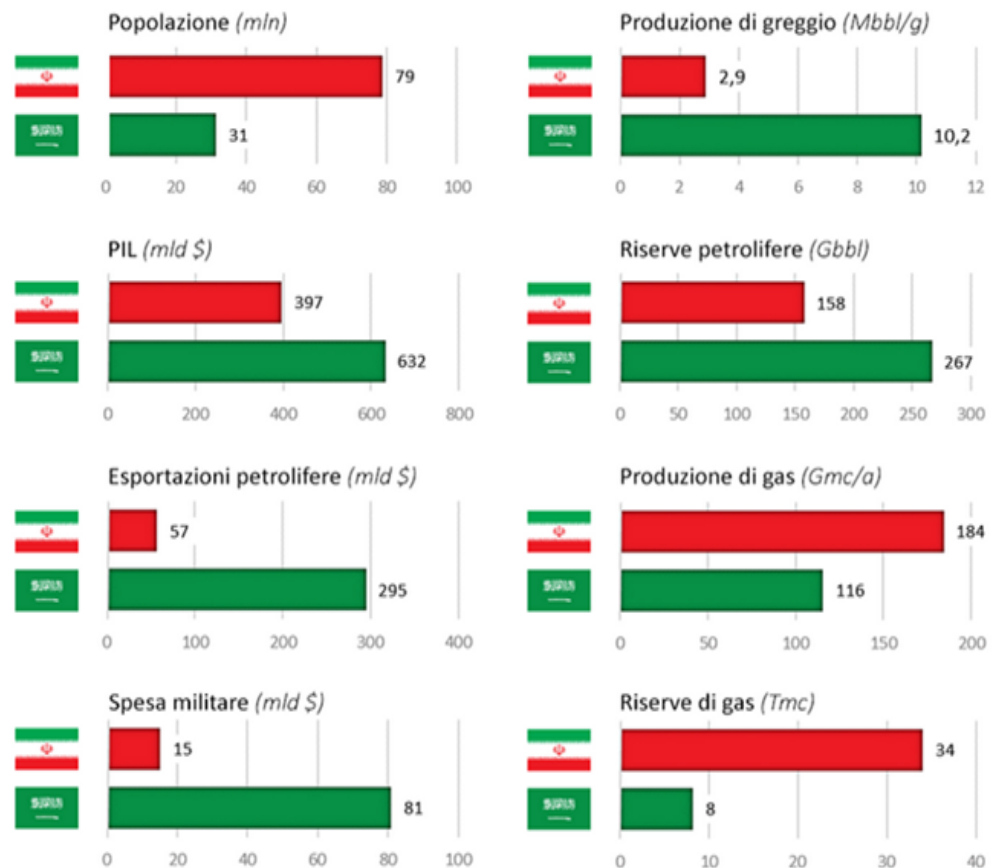 Popolazione (mln)
79
31
0 20 40 60 80 100
Produzione di greggio (Mbbl/g)
2,9
10,2
0 2 4 6 8 10 12
PIL (mld $)
397
632
0 200 400 600 800
Riserve petrolifere (Gbbl)
158
267
0 50 100 150 200 250 300
Esportazioni petrolifere (mld $)
57
295
0 100 200 300 400
Produzione di gas (Gmc/a)
184
116
0 50 100 150 200
Spesa militare (mld $)
15
81
0 20 40 60 80 100
Riserve di gas (Tmc)
34
8
0 10 20 30 40